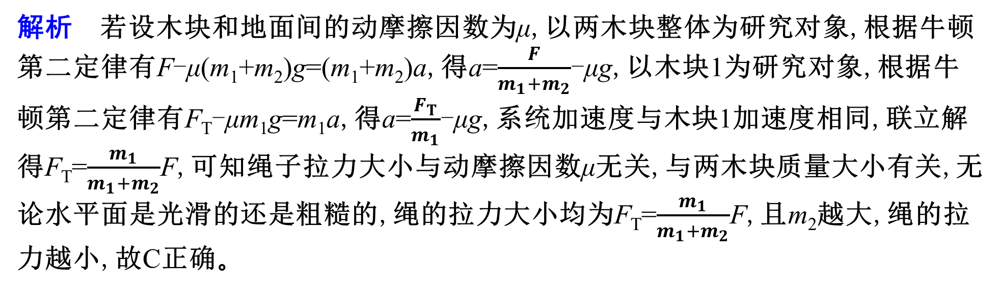 解析　若设木块和地面间的动摩擦因数为μ, 以两木块整体为研究对象, 根据牛顿
第二定律有F−μ(m₁+m₂)g=(m₁+m₂)a, 得a=\frac{F}{m₁+m₂}−μg, 以木块1为研究对象, 根据牛
顿第二定律有F_T−μm₁g=m₁a, 得a=\frac{F_T}{m₁}−μg, 系统加速度与木块1加速度相同, 联立解
得F_T=\frac{m₁}{m₁+m₂}F, 可知绳子拉力大小与动摩擦因数μ无关, 与两木块质量大小有关, 无
论水平面是光滑的还是粗糙的, 绳的拉力大小均为F_T=\frac{m₁}{m₁+m₂}F, 且m₂越大, 绳的拉
力越小, 故C正确。